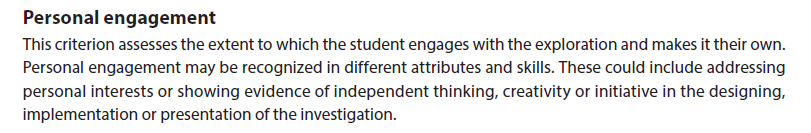 Personal engagement
This criterion assesses the extent to which the student engages with the exploration and makes it their own.
Personal engagement may be recognized in different attributes and skills. These could include addressing
personal interests or showing evidence of independent thinking, creativity or initiative in the designing,
implementation or presentation of the investigation.